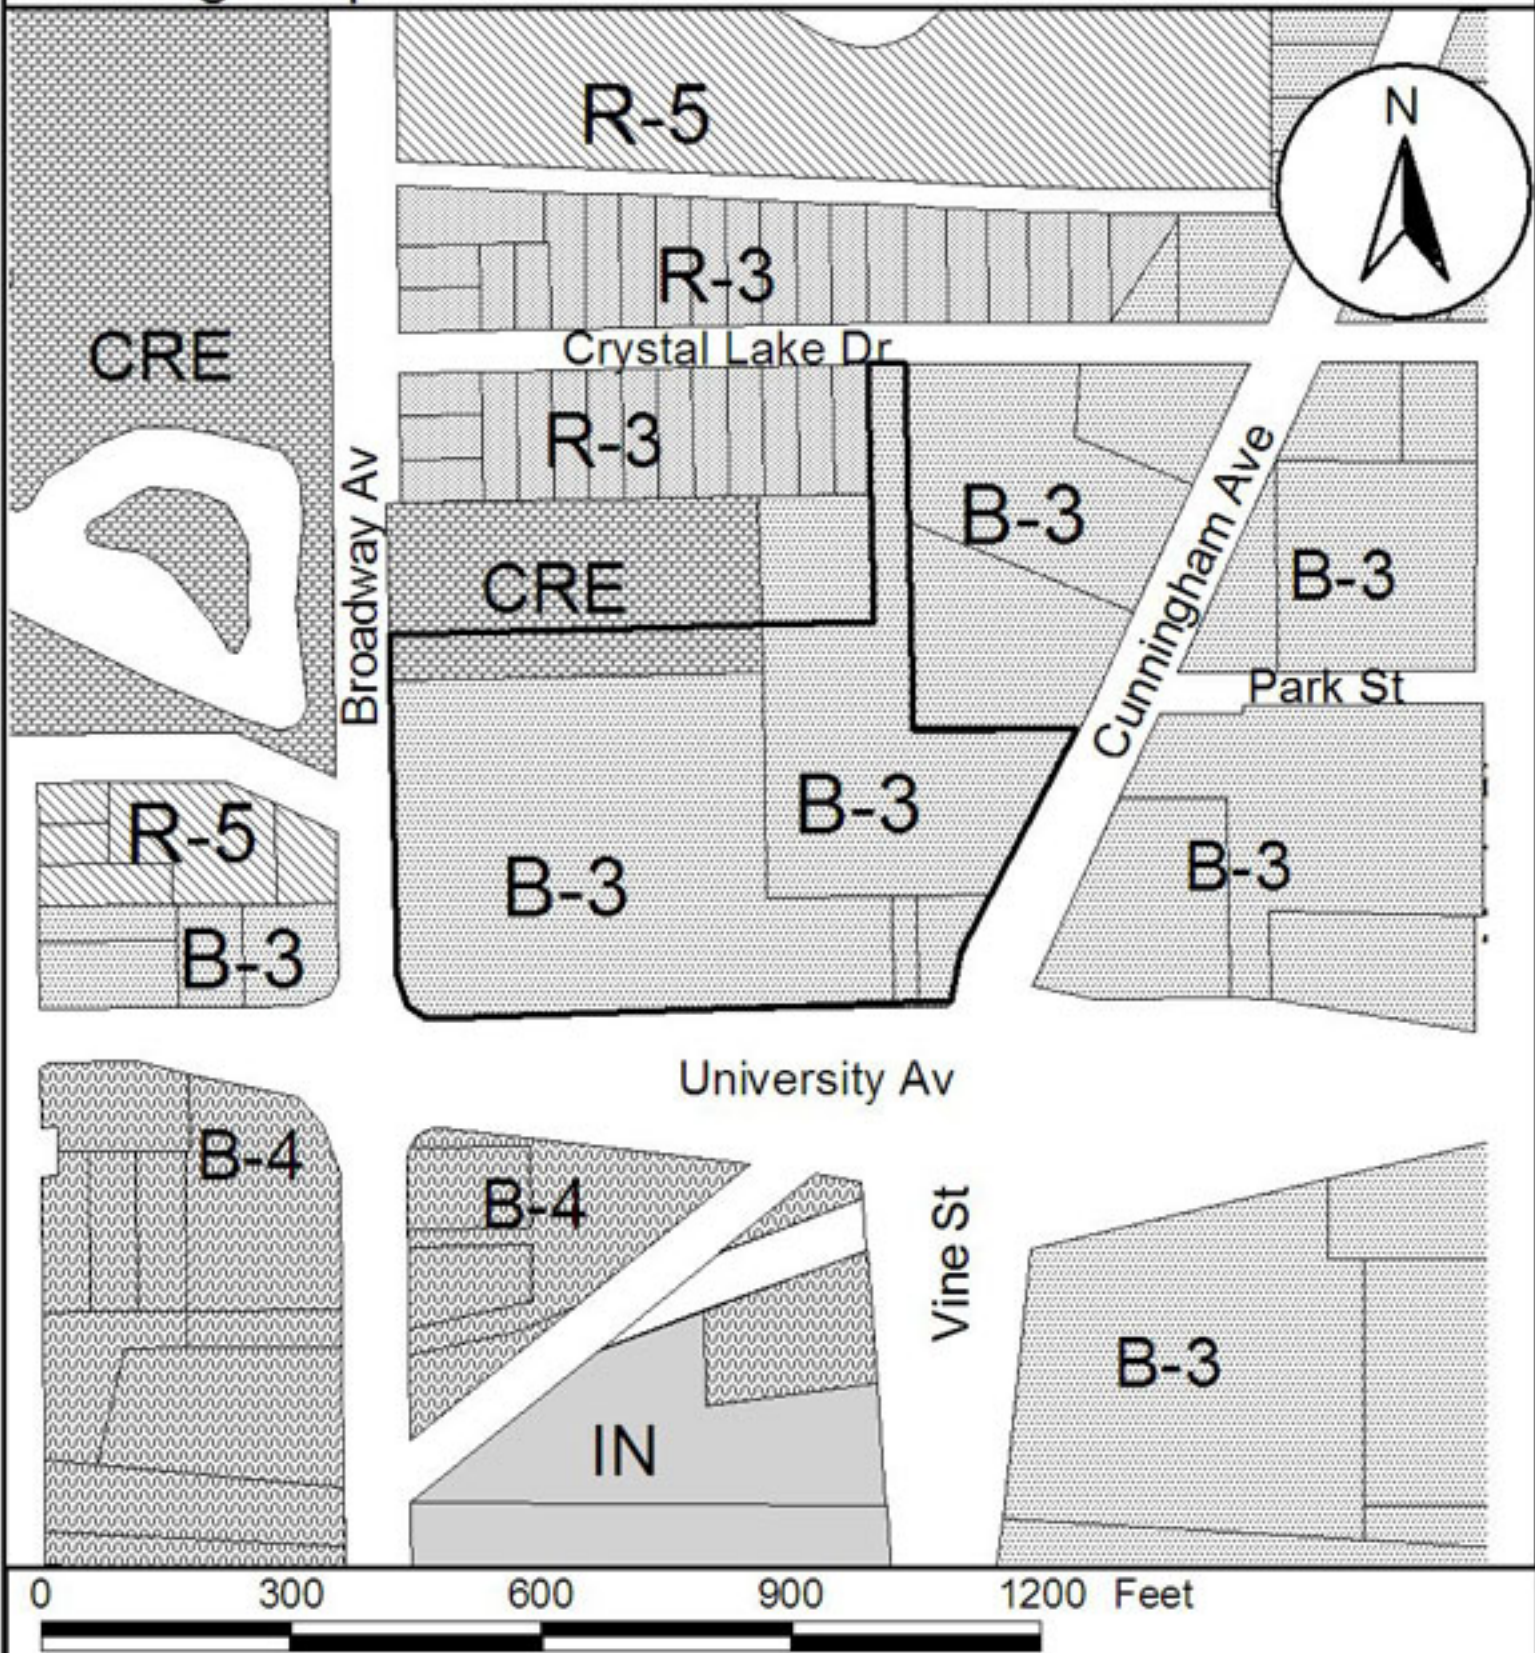 R-5
N
R-3
CRE
Crystal Lake Dr
R-3
B-3
CRE
Broadway Av
Cunningham Ave
B-3
Park St
R-5
B-3
B-3
B-3
B-3
University Av
B-4
B-4
Vine St
B-3
IN
0 300 600 900 1200 Feet